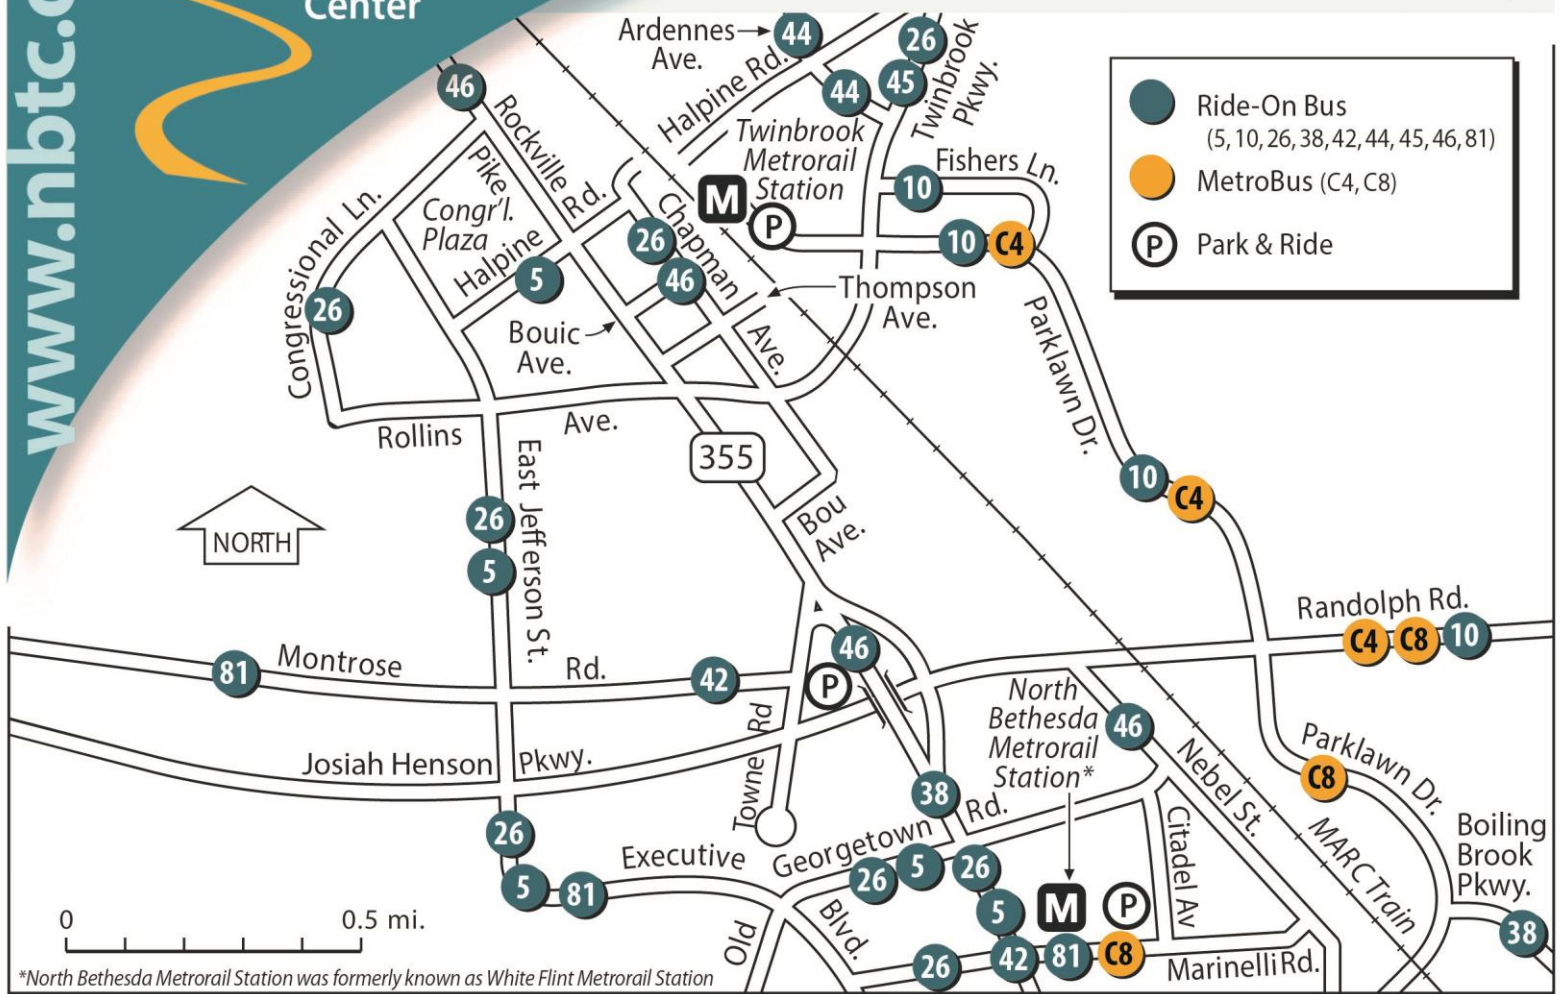 Center
www.nbtc.o
Ardennes
Ave.
44
26
Twinbrook
Pkwy.
46
Rockville
Pike
Halpine Rd.
44
45
Twinbrook
Metrorail
Station
M
P
Fishers Ln.
10
10
C4
Ride-On Bus
(5, 10, 26, 38, 42, 44, 45, 46, 81)
MetroBus (C4, C8)
P
Park & Ride
Congressional Ln.
26
Congr'l.
Plaza
Halpine Rd.
5
26
46
Chapman Ave.
Bouic
Ave.
Thompson
Ave.
Parklawn Dr.
Rollins Ave.
355
Bou
Ave.
10
C4
NORTH
26
5
East Jefferson St.
Randolph Rd.
C4
C8
10
81
Montrose Rd.
42
46
P
North
Bethesda
Metrorail
Station*
46
Josiah Henson Pkwy.
Towne Rd
Old
38
Nebel St.
Parklawn Dr.
C8
26
5
81
Executive Blvd.
Georgetown Rd.
26
5
26
5
M
P
Citadel Av
MARC Train
Boiling
Brook
Pkwy.
38
0
0.5 mi.
26
42
81
C8
Marinelli Rd.
*North Bethesda Metrorail Station was formerly known as White Flint Metrorail Station